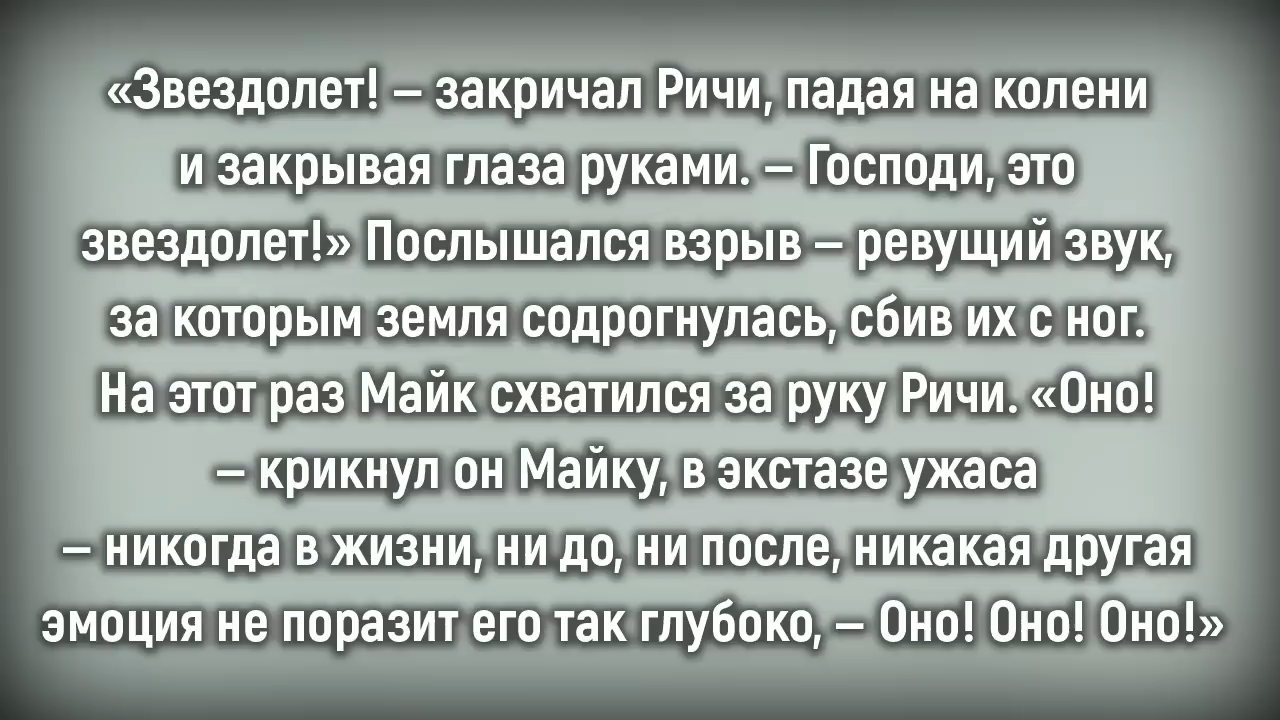 «Звездолет! – закричал Ричи, падая на колени
и закрывая глаза руками. – Господи, это
звездолет!» Послышался взрыв – ревущий звук,
за которым земля содрогнулась, сбив их с ног.
На этот раз Майк схватился за руку Ричи. «Оно!
– крикнул он Майку, в экстазе ужаса
– никогда в жизни, ни до, ни после, никакая другая
эмоция не поразит его так глубоко, – Оно! Оно! Оно!»